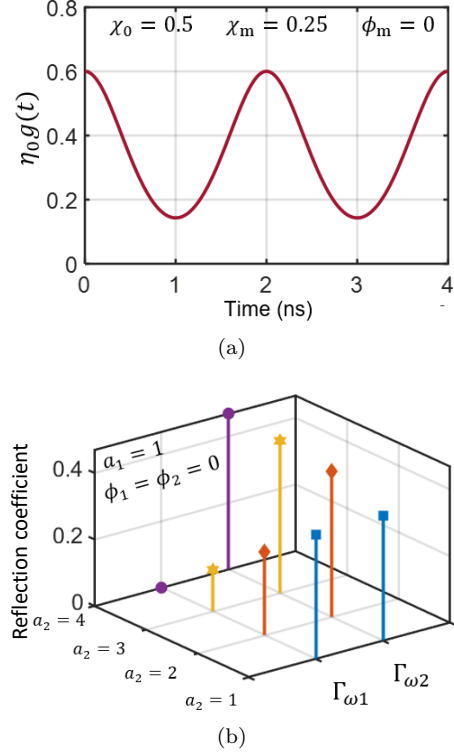 0.8
χ₀ = 0.5 χₘ = 0.25 ϕₘ = 0
0.6
0.4
0.2
0
η₀g(t)
0 1 2 3 4
Time (ns)
(a)
Reflection coefficient
a₁ = 1
ϕ₁ = ϕ₂ = 0
0.4
0.2
0
a₂ = 4
a₂ = 3
a₂ = 2
a₂ = 1
Γω1
Γω2
(b)